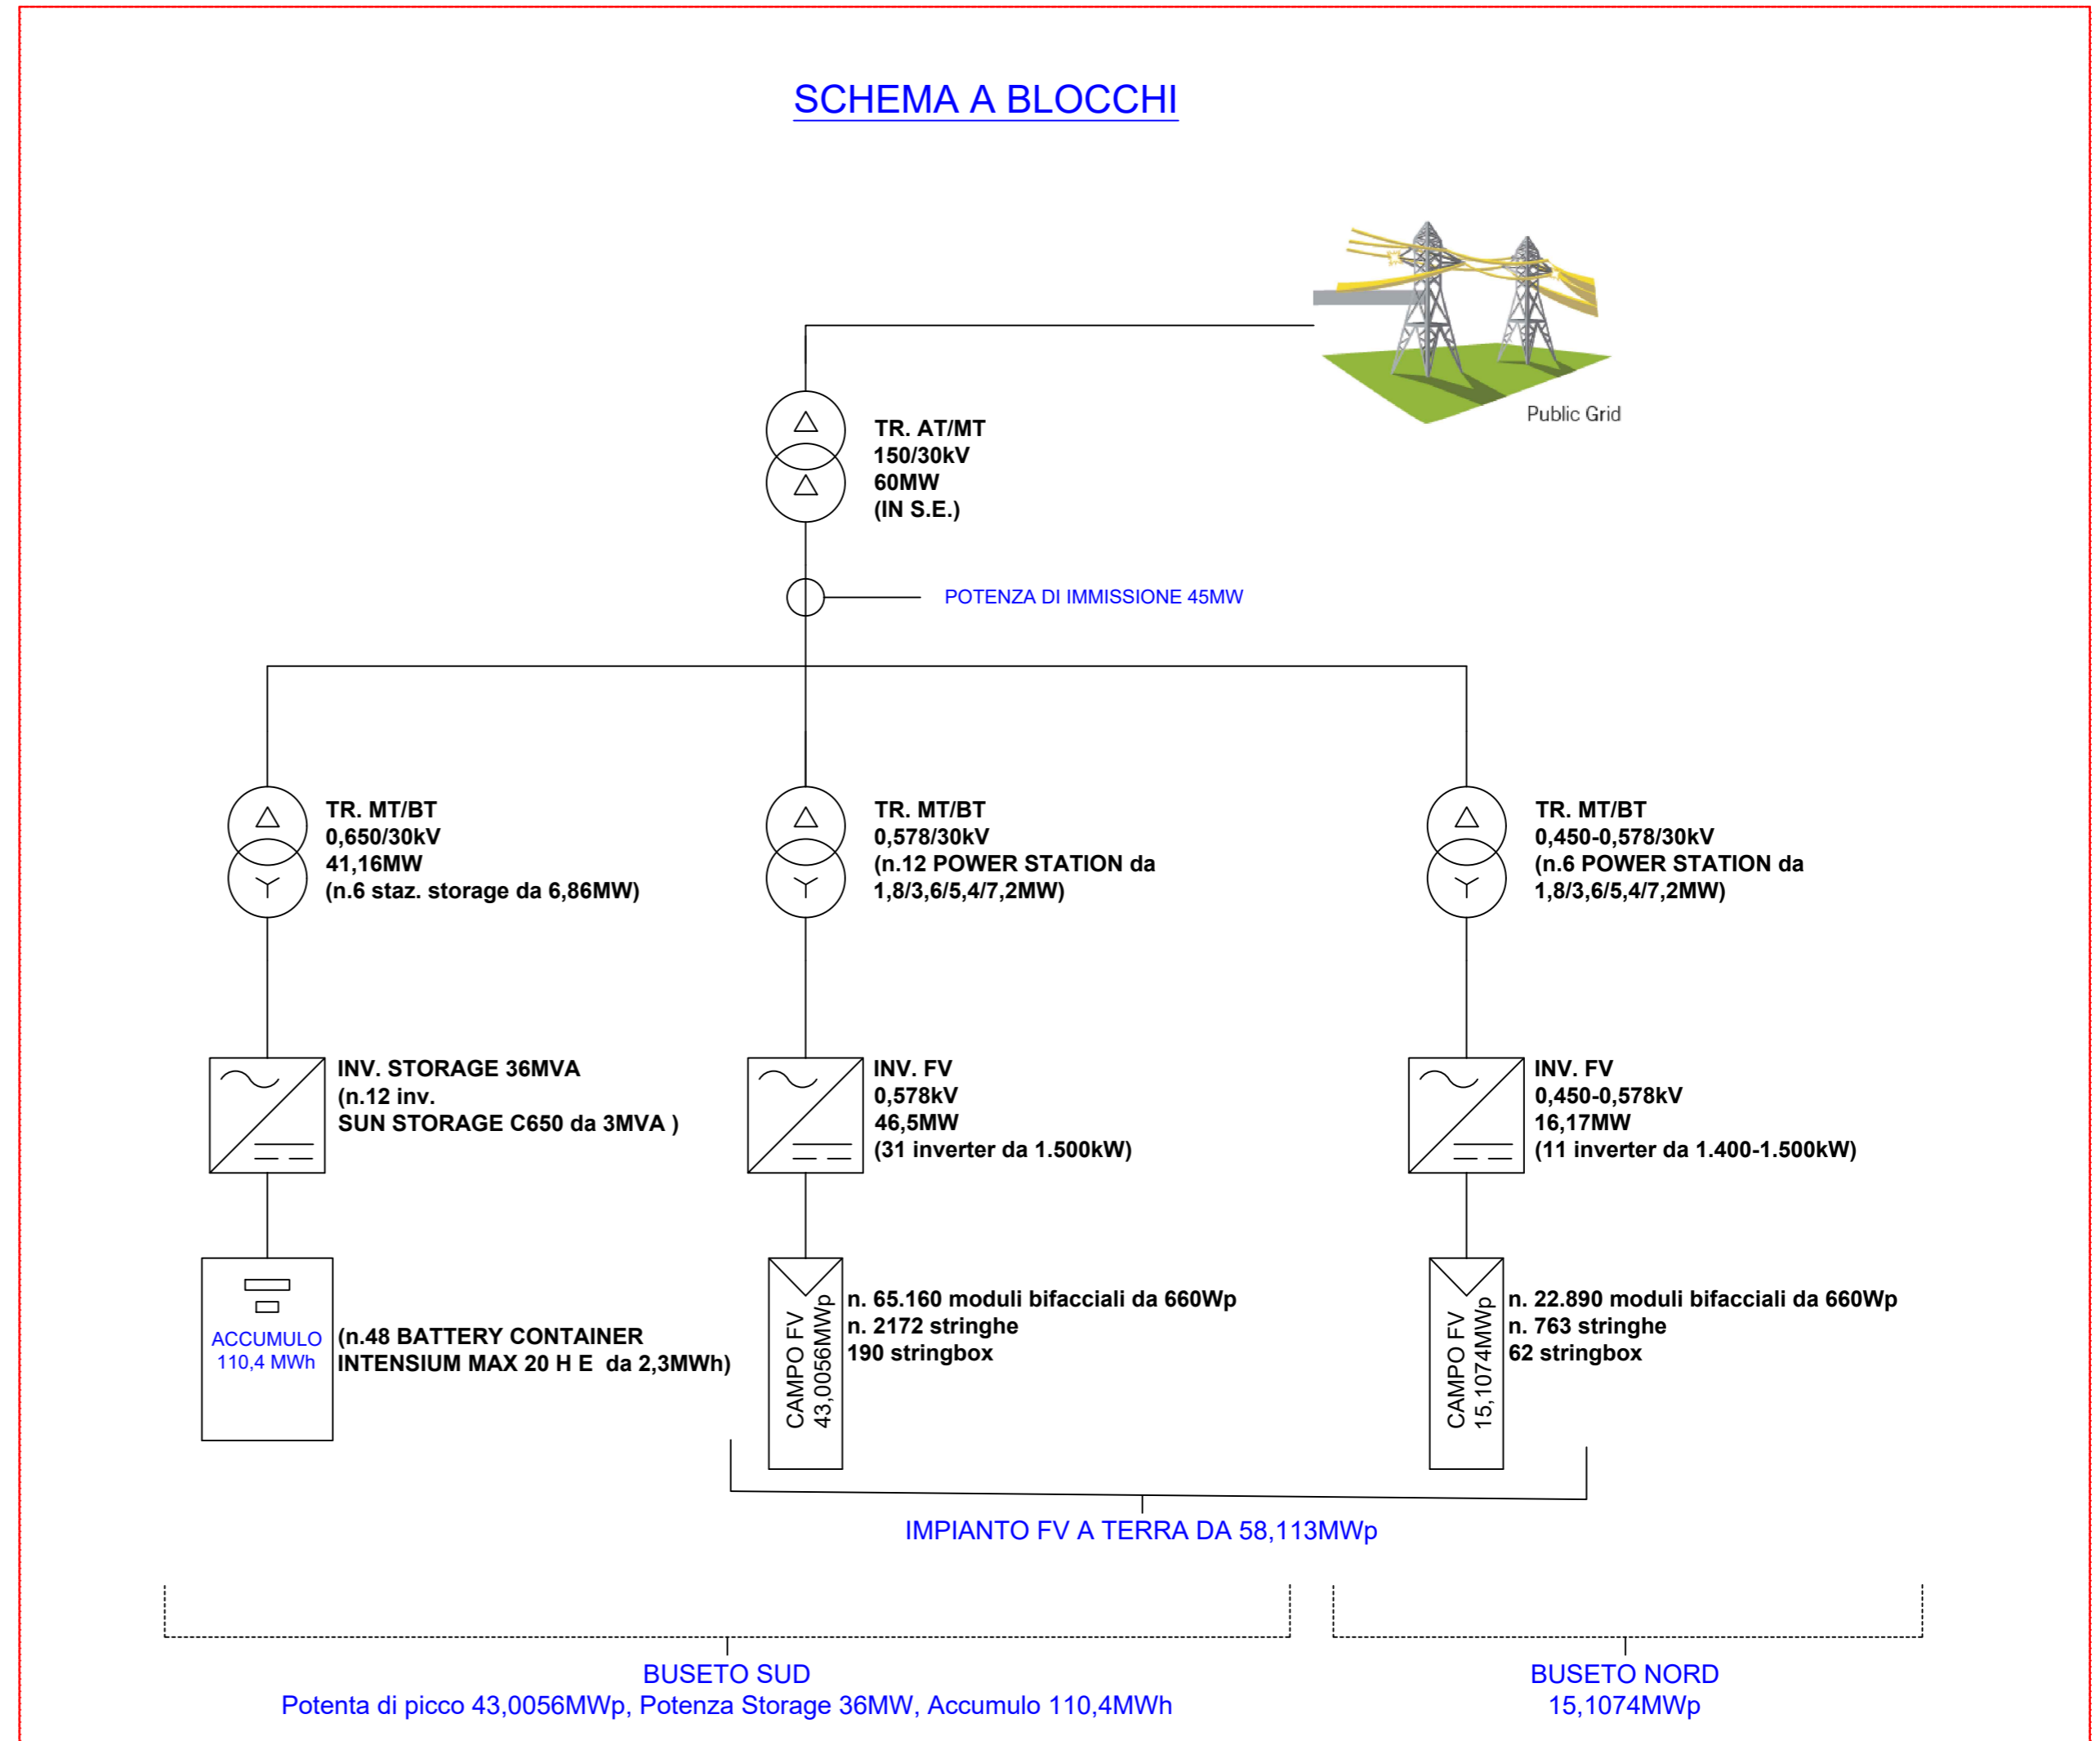 SCHEMA A BLOCCHI
Public Grid
TR. AT/MT
150/30kV
60MW
(IN S.E.)
POTENZA DI IMMISSIONE 45MW
TR. MT/BT
0,650/30kV
41,16MW
(n.6 staz. storage da 6,86MW)
TR. MT/BT
0,578/30kV
(n.12 POWER STATION da
1,8/3,6/5,4/7,2MW)
TR. MT/BT
0,450-0,578/30kV
(n.6 POWER STATION da
1,8/3,6/5,4/7,2MW)
INV. STORAGE 36MVA
(n.12 inv.
SUN STORAGE C650 da 3MVA )
INV. FV
0,578kV
46,5MW
(31 inverter da 1.500kW)
INV. FV
0,450-0,578kV
16,17MW
(11 inverter da 1.400-1.500kW)
ACCUMULO
110,4 MWh
(n.48 BATTERY CONTAINER
INTENSIUM MAX 20 H E da 2,3MWh)
CAMPO FV
43,0056MWp
n. 65.160 moduli bifacciali da 660Wp
n. 2172 stringhe
190 stringbox
CAMPO FV
15,1074MWp
n. 22.890 moduli bifacciali da 660Wp
n. 763 stringhe
62 stringbox
IMPIANTO FV A TERRA DA 58,113MWp
BUSETO SUD
Potenta di picco 43,0056MWp, Potenza Storage 36MW, Accumulo 110,4MWh
BUSETO NORD
15,1074MWp